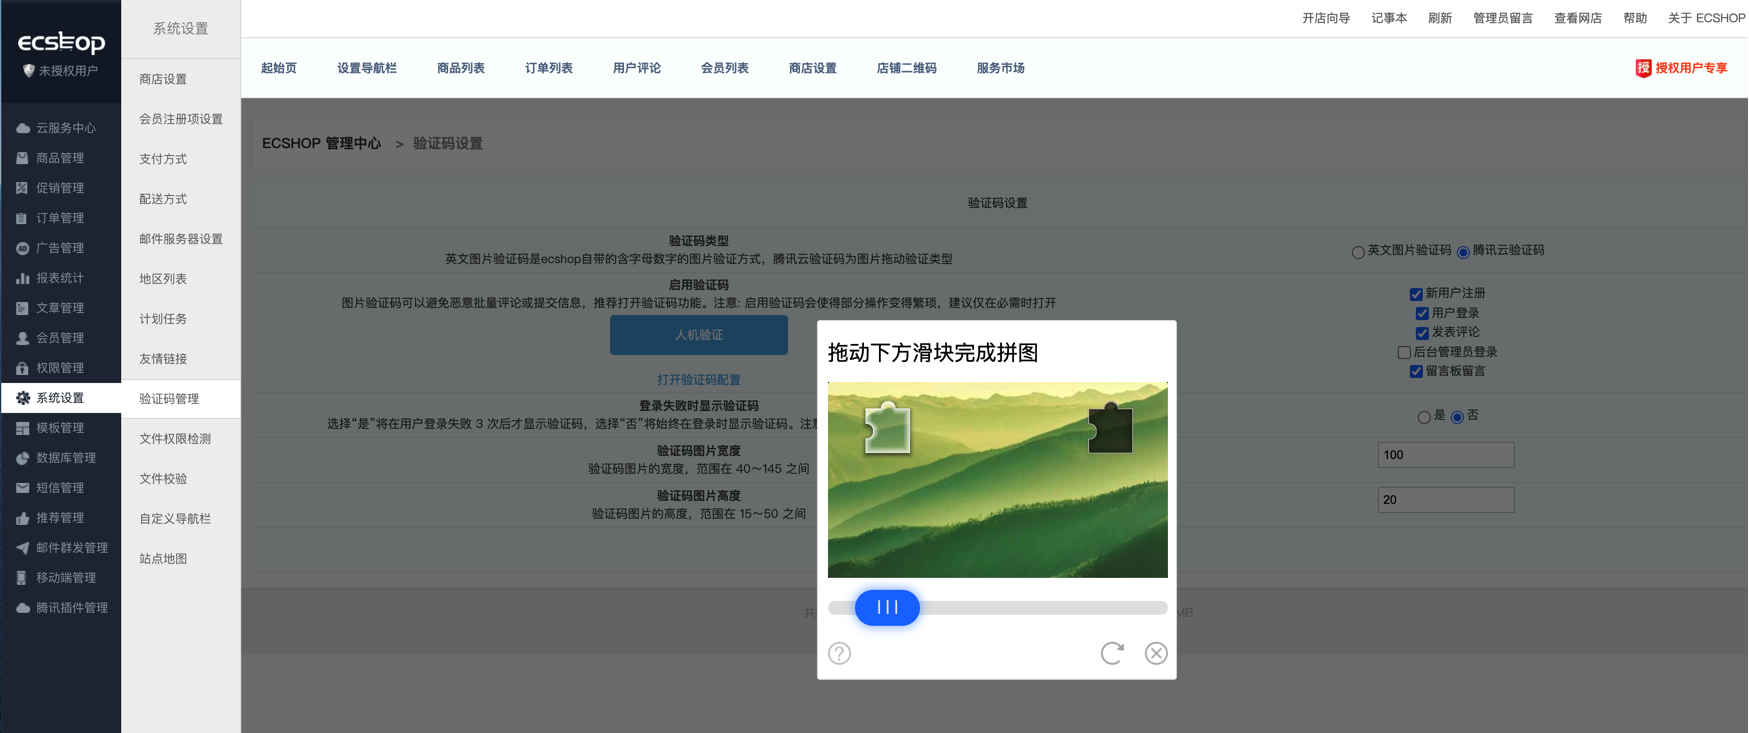 ecshop
未授权用户
云服务中心
商品管理
促销管理
订单管理
广告管理
报表统计
文章管理
会员管理
权限管理
系统设置
模板管理
数据库管理
短信管理
推荐管理
邮件群发管理
移动端管理
腾讯插件管理
系统设置
商店设置
会员注册项设置
支付方式
配送方式
邮件服务器设置
地区列表
计划任务
友情链接
验证码管理
文件权限检测
文件校验
自定义导航栏
站点地图
开店向导 记事本 刷新 管理员留言 查看网店 帮助 关于 ECSHOP
起始页 设置导航栏 商品列表 订单列表 用户评论 会员列表 商店设置 店铺二维码 服务市场
授 授权用户专享
ECSHOP 管理中心 > 验证码设置
验证码设置
验证码类型
英文图片验证码是ecshop自带的含字母数字的图片验证方式，腾讯云验证码为图片拖动验证类型
英文图片验证码 腾讯云验证码
启用验证码
图片验证码可以避免恶意批量评论或提交信息，推荐打开验证码功能。注意: 启用验证码会使得部分操作变得繁琐，建议仅在必需时打开
人机验证
打开验证码配置
新用户注册
用户登录
发表评论
后台管理员登录
留言板留言
登录失败时显示验证码
选择“是”将在用户登录失败 3 次后才显示验证码，选择“否”将始终在登录时显示验证码。注意
是 否
验证码图片宽度
验证码图片的宽度，范围在 40～145 之间
100
验证码图片高度
验证码图片的高度，范围在 15～50 之间
20
拖动下方滑块完成拼图
共
MB